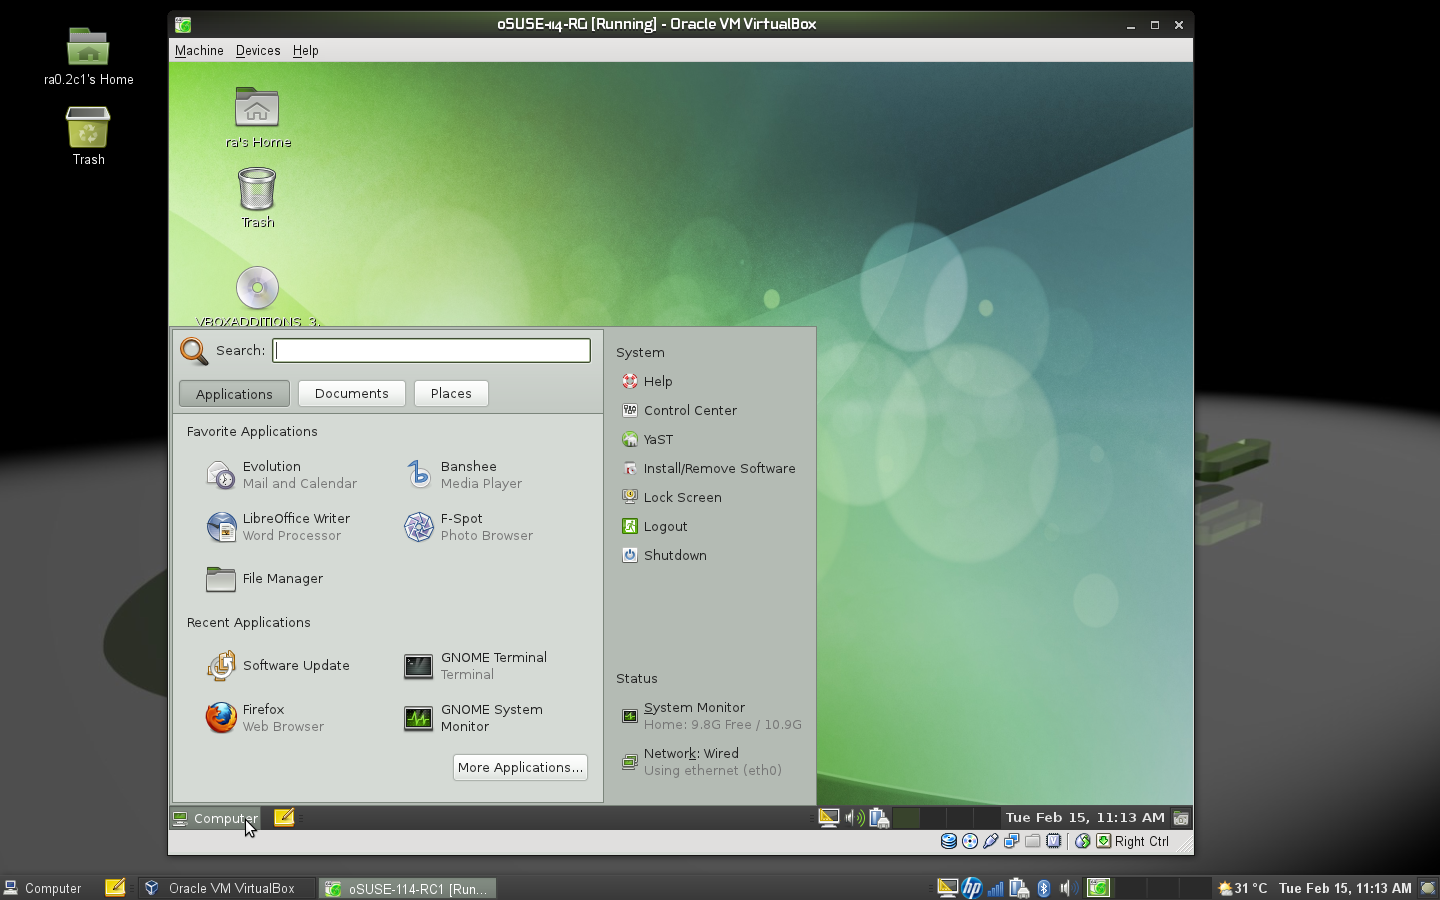 oSUSE-114-RC1 [Running] - Oracle VM VirtualBox
Machine Devices Help
ra0.2c1's Home
Trash
ra's Home
Trash
VBOXADDITIONS_3.
Search:
Applications Documents Places
Favorite Applications
Evolution
Mail and Calendar
Banshee
Media Player
LibreOffice Writer
Word Processor
F-Spot
Photo Browser
File Manager
Recent Applications
Software Update
GNOME Terminal
Terminal
Firefox
Web Browser
GNOME System
Monitor
More Applications...
System
Help
Control Center
YaST
Install/Remove Software
Lock Screen
Logout
Shutdown
Status
System Monitor
Home: 9.8G Free / 10.9G
Network: Wired
Using ethernet (eth0)
Computer
Tue Feb 15, 11:13 AM
Right Ctrl
Computer
Oracle VM VirtualBox
oSUSE-114-RC1 [Run...
hp
31 °C
Tue Feb 15, 11:13 AM